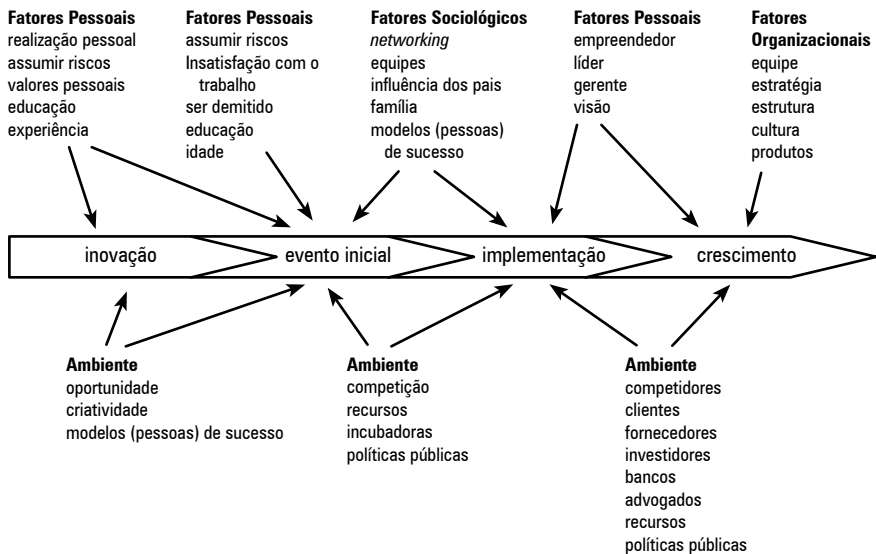 Fatores Pessoais
realização pessoal
assumir riscos
valores pessoais
educação
experiência
Fatores Pessoais
assumir riscos
Insatisfação com o
trabalho
ser demitido
educação
idade
Fatores Sociológicos
networking
equipes
influência dos pais
família
modelos (pessoas)
de sucesso
Fatores Pessoais
empreendedor
líder
gerente
visão
Fatores
Organizacionais
equipe
estratégia
estrutura
cultura
produtos
inovação
evento inicial
implementação
crescimento
Ambiente
oportunidade
criatividade
modelos (pessoas) de sucesso
Ambiente
competição
recursos
incubadoras
políticas públicas
Ambiente
competidores
clientes
fornecedores
investidores
bancos
advogados
recursos
políticas públicas